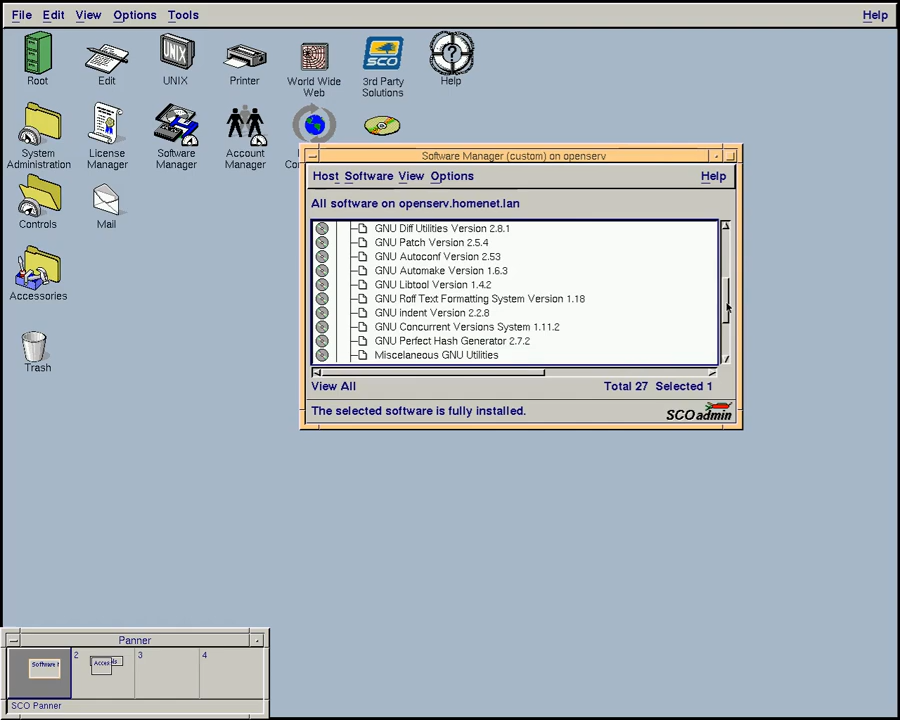 File Edit View Options Tools Help
Root Edit UNIX Printer World Wide Web 3rd Party Solutions Help
UNIX
SCO
System Administration License Manager Software Manager Account Manager
Controls Mail
Accessories
Trash
Software Manager (custom) on openserv
Host Software View Options Help
All software on openserv.homenet.lan
GNU Diff Utilities Version 2.8.1
GNU Patch Version 2.5.4
GNU Autoconf Version 2.53
GNU Automake Version 1.6.3
GNU Libtool Version 1.4.2
GNU Roff Text Formatting System Version 1.18
GNU indent Version 2.2.8
GNU Concurrent Versions System 1.11.2
GNU Perfect Hash Generator 2.7.2
Miscelaneous GNU Utilities
View All Total 27 Selected 1
The selected software is fully installed. SCOadmin
Panner
2 3 4
SCO Panner